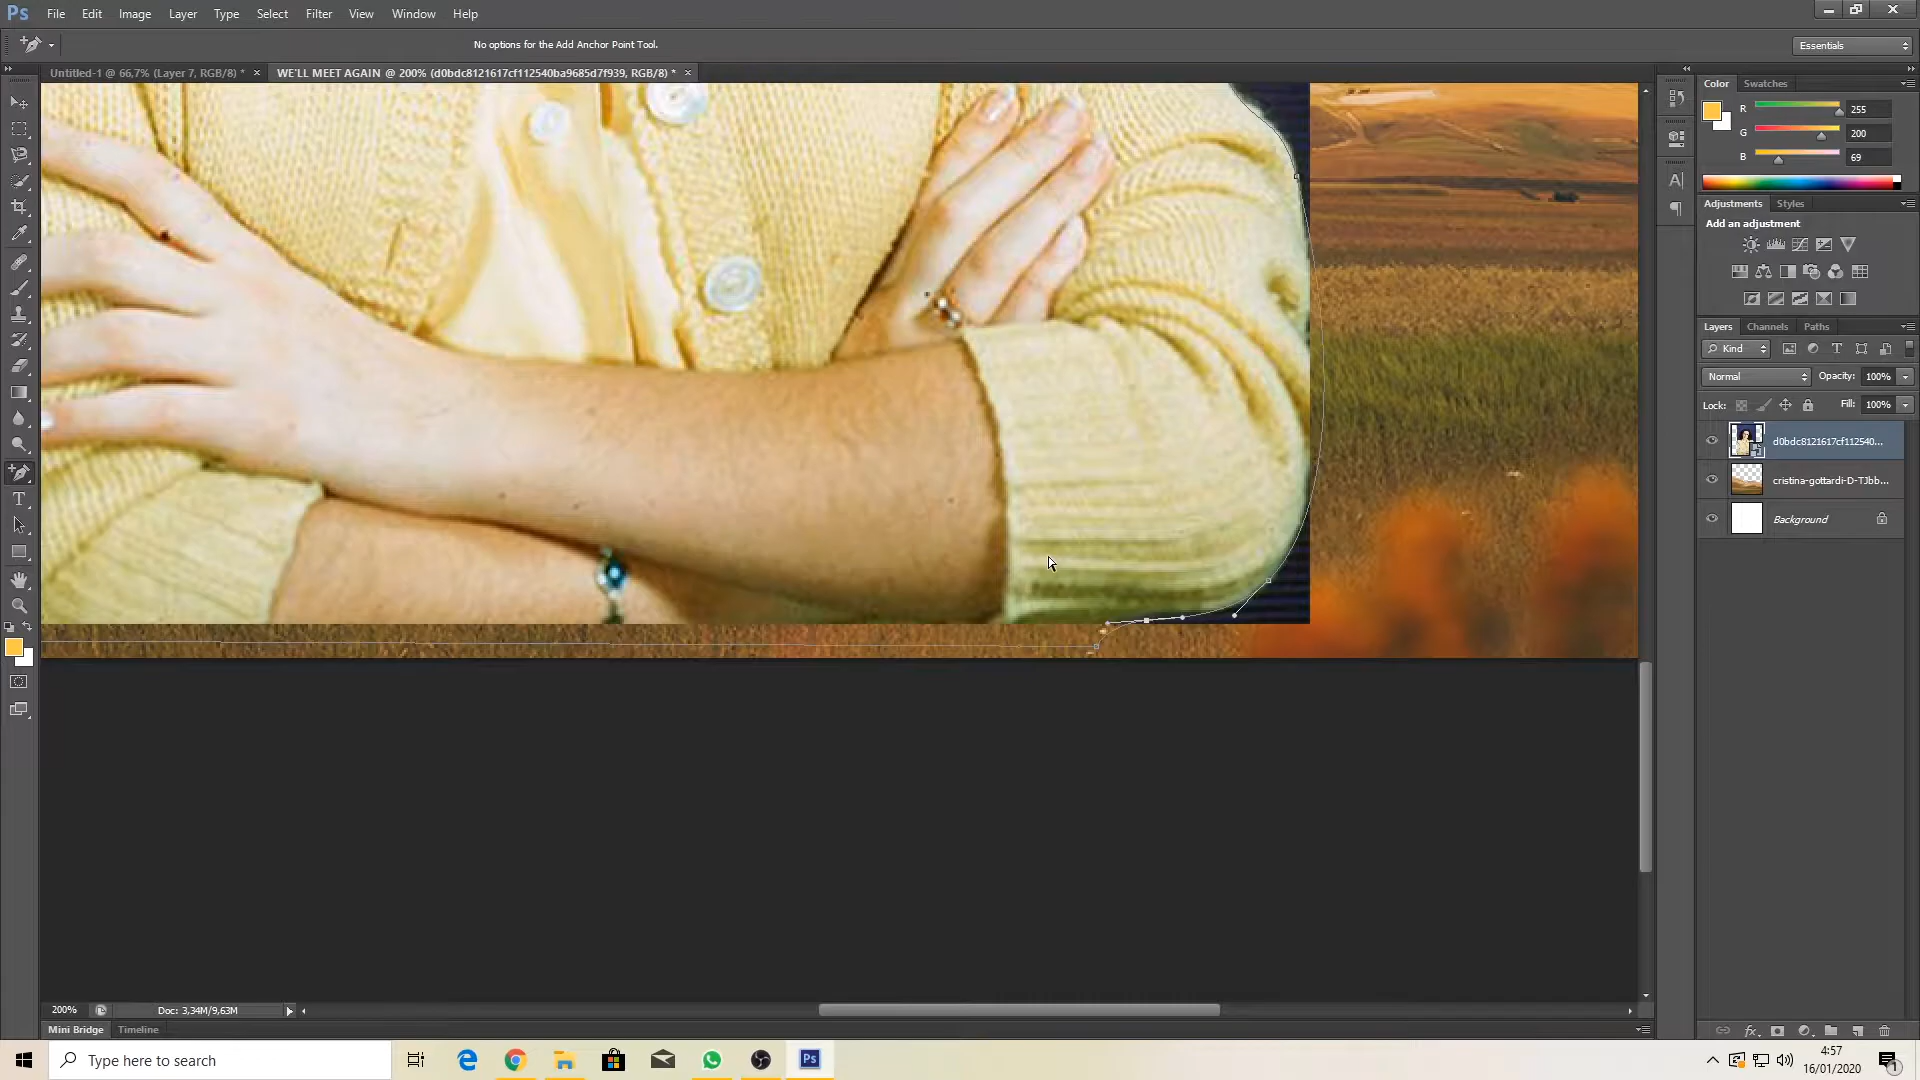 Ps File Edit Image Layer Type Select Filter View Window Help
No options for the Add Anchor Point Tool.
Essentials
Untitled-1 @ 66,7% (Layer 7, RGB/8) *
WE'LL MEET AGAIN @ 200% (d0bdc8121617cf112540ba9685d7f939, RGB/8) *
Color Swatches
R 255
G 200
B 69
Adjustments Styles
Add an adjustment
Layers Channels Paths
Kind
Normal Opacity: 100%
Lock: Fill: 100%
d0bdc8121617cf112540...
cristina-gottardi-D-TJbb...
Background
200% Doc: 3,34M/9,63M
Mini Bridge Timeline
Type here to search
Ps
4:57
16/01/2020
1